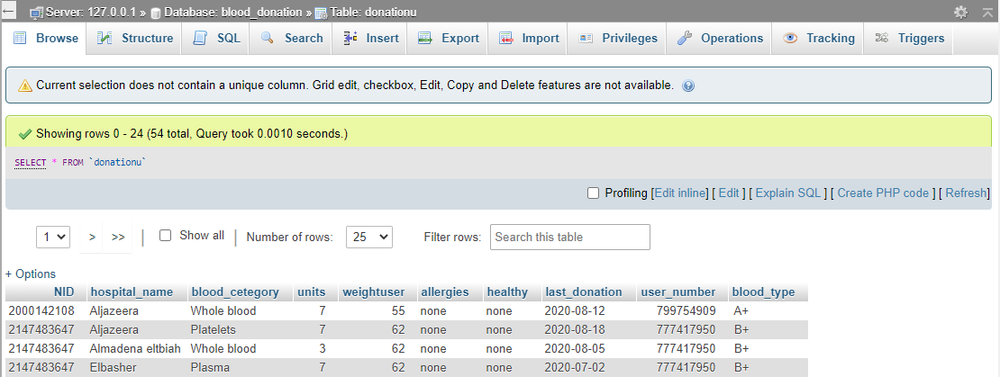 Server: 127.0.0.1 » Database: blood_donation » Table: donationu
Browse Structure SQL Search Insert Export Import Privileges Operations Tracking Triggers
Current selection does not contain a unique column. Grid edit, checkbox, Edit, Copy and Delete features are not available.
Showing rows 0 - 24 (54 total, Query took 0.0010 seconds.)
SELECT * FROM `donationu`
Profiling [Edit inline] [ Edit ] [ Explain SQL ] [ Create PHP code ] [ Refresh]
1 > >> | Show all | Number of rows: 25 Filter rows: Search this table
+ Options
NID hospital_name blood_cetegory units weightuser allergies healthy last_donation user_number blood_type
2000142108 Aljazeera Whole blood 7 55 none none 2020-08-12 799754909 A+
2147483647 Aljazeera Platelets 7 62 none none 2020-08-18 777417950 B+
2147483647 Almadena eltbiah Whole blood 3 62 none none 2020-08-05 777417950 B+
2147483647 Elbasher Plasma 7 62 none none 2020-07-02 777417950 B+